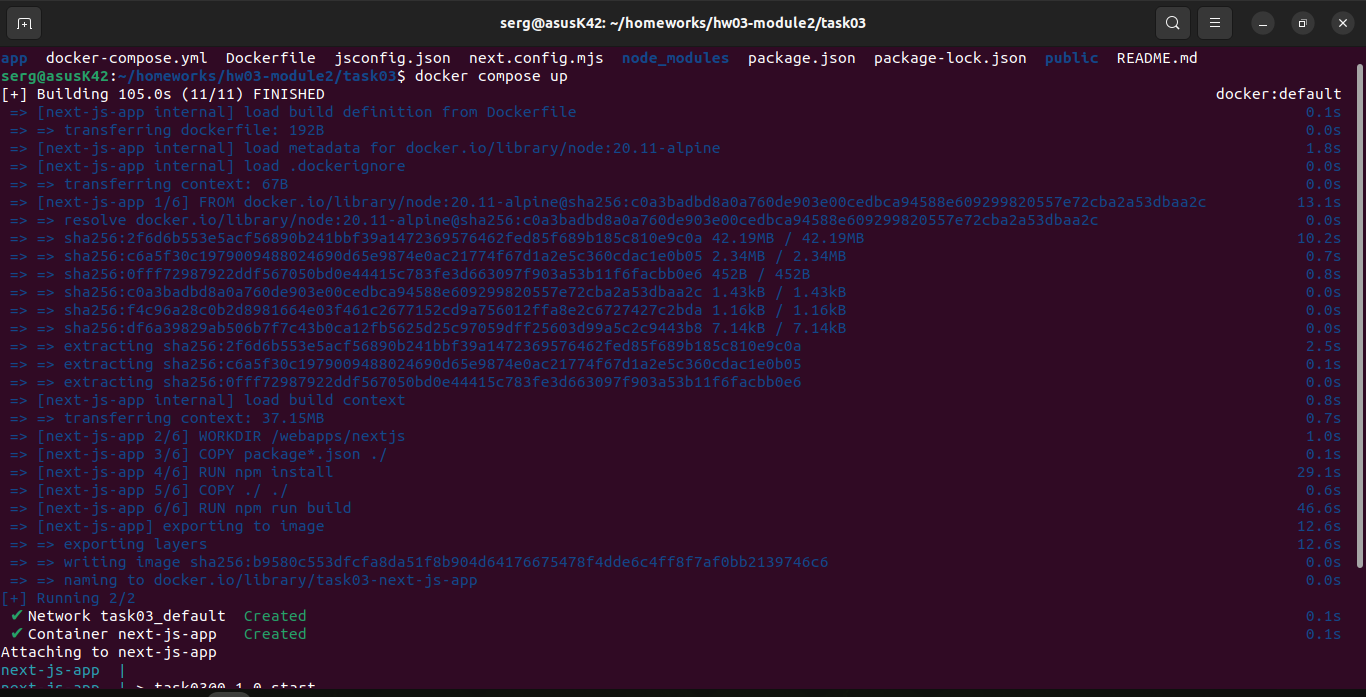 serg@asusK42: ~/homeworks/hw03-module2/task03
app docker-compose.yml Dockerfile jsconfig.json next.config.mjs node_modules package.json package-lock.json public README.md
serg@asusK42:~/homeworks/hw03-module2/task03$ docker compose up
[+] Building 105.0s (11/11) FINISHED docker:default
=> [next-js-app internal] load build definition from Dockerfile 0.1s
=> => transferring dockerfile: 192B 0.0s
=> [next-js-app internal] load metadata for docker.io/library/node:20.11-alpine 1.8s
=> [next-js-app internal] load .dockerignore 0.0s
=> => transferring context: 67B 0.0s
=> [next-js-app 1/6] FROM docker.io/library/node:20.11-alpine@sha256:c0a3badbd8a0a760de903e00cedbca94588e609299820557e72cba2a53dbaa2c 13.1s
=> => resolve docker.io/library/node:20.11-alpine@sha256:c0a3badbd8a0a760de903e00cedbca94588e609299820557e72cba2a53dbaa2c 0.0s
=> => sha256:2f6d6b553e5acf56890b241bbf39a1472369576462fed85f689b185c810e9c0a 42.19MB / 42.19MB 10.2s
=> => sha256:c6a5f30c1979009488024690d65e9874e0ac21774f67d1a2e5c360cdac1e0b05 2.34MB / 2.34MB 0.7s
=> => sha256:0fff72987922ddf567050bd0e44415c783fe3d663097f903a53b11f6facbb0e6 452B / 452B 0.8s
=> => sha256:c0a3badbd8a0a760de903e00cedbca94588e609299820557e72cba2a53dbaa2c 1.43kB / 1.43kB 0.0s
=> => sha256:f4c96a28c0b2d8981664e03f461c2677152cd9a756012ffa8e2c6727427c2bda 1.16kB / 1.16kB 0.0s
=> => sha256:df6a39829ab506b7f7c43b0ca12fb5625d25c97059dff25603d99a5c2c9443b8 7.14kB / 7.14kB 0.0s
=> => extracting sha256:2f6d6b553e5acf56890b241bbf39a1472369576462fed85f689b185c810e9c0a 2.5s
=> => extracting sha256:c6a5f30c1979009488024690d65e9874e0ac21774f67d1a2e5c360cdac1e0b05 0.1s
=> => extracting sha256:0fff72987922ddf567050bd0e44415c783fe3d663097f903a53b11f6facbb0e6 0.0s
=> [next-js-app internal] load build context 0.8s
=> => transferring context: 37.15MB 0.7s
=> [next-js-app 2/6] WORKDIR /webapps/nextjs 1.0s
=> [next-js-app 3/6] COPY package*.json ./ 0.1s
=> [next-js-app 4/6] RUN npm install 29.1s
=> [next-js-app 5/6] COPY ./ ./ 0.6s
=> [next-js-app 6/6] RUN npm run build 46.6s
=> [next-js-app] exporting to image 12.6s
=> => exporting layers 12.6s
=> => writing image sha256:b9580c553dfcfa8da51f8b904d64176675478f4dde6c4ff8f7af0bb2139746c6 0.0s
=> => naming to docker.io/library/task03-next-js-app 0.0s
[+] Running 2/2
✔ Network task03_default Created 0.1s
✔ Container next-js-app Created 0.1s
Attaching to next-js-app
next-js-app |
next-js-app | > task0300.1.0 start